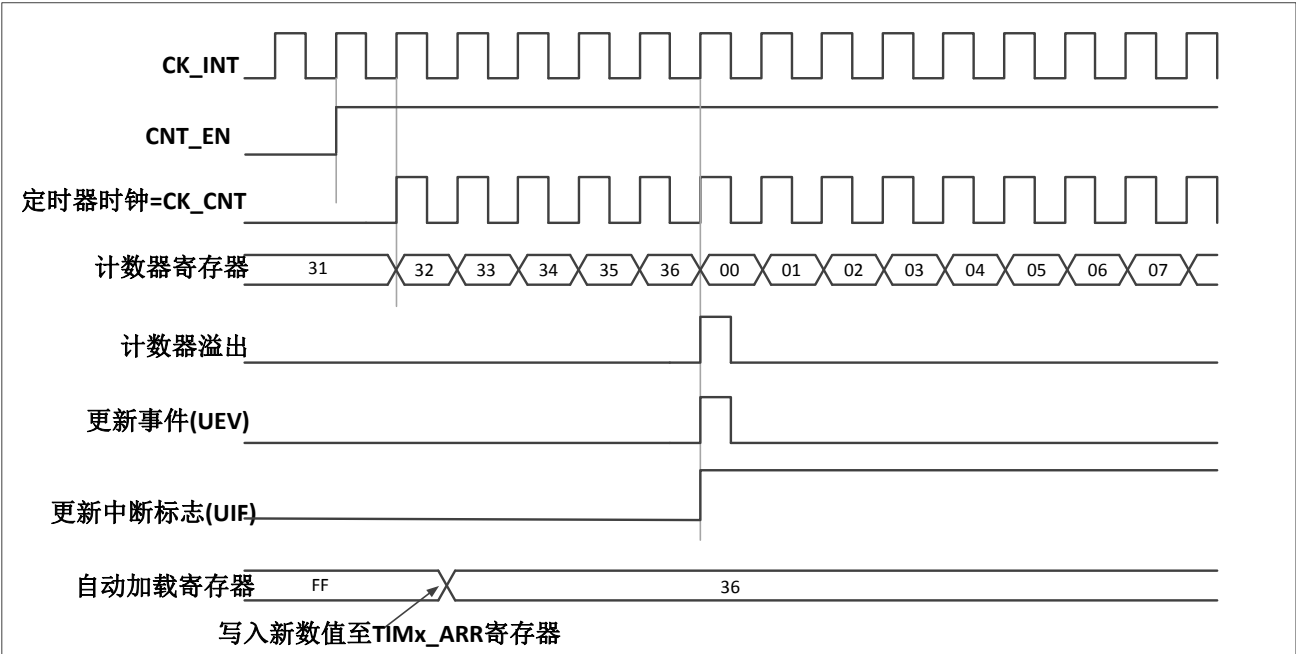 CK_INT
CNT_EN
定时器时钟=CK_CNT
计数器寄存器 31 32 33 34 35 36 00 01 02 03 04 05 06 07
计数器溢出
更新事件(UEV)
更新中断标志(UIF)
自动加载寄存器 FF 36
写入新数值至TIMx_ARR寄存器